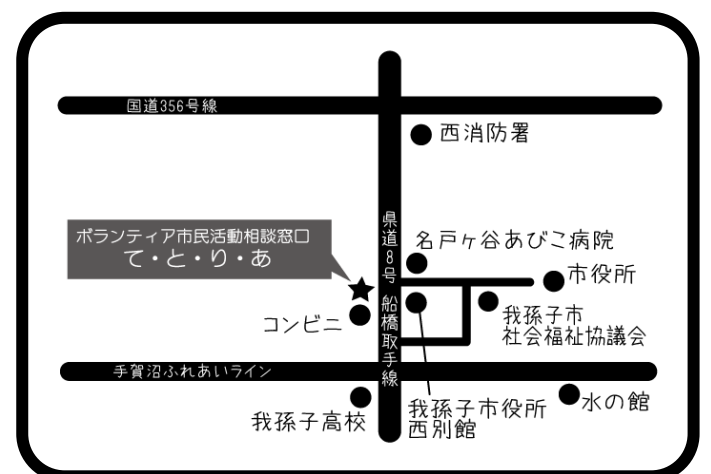 国道356号線
西消防署
ボランティア市民活動相談窓口
て・と・り・あ
県道8号 船橋取手線
名戸ヶ谷あびこ病院
市役所
コンビニ
我孫子市
社会福祉協議会
手賀沼ふれあいライン
我孫子高校
我孫子市役所
西別館
水の館